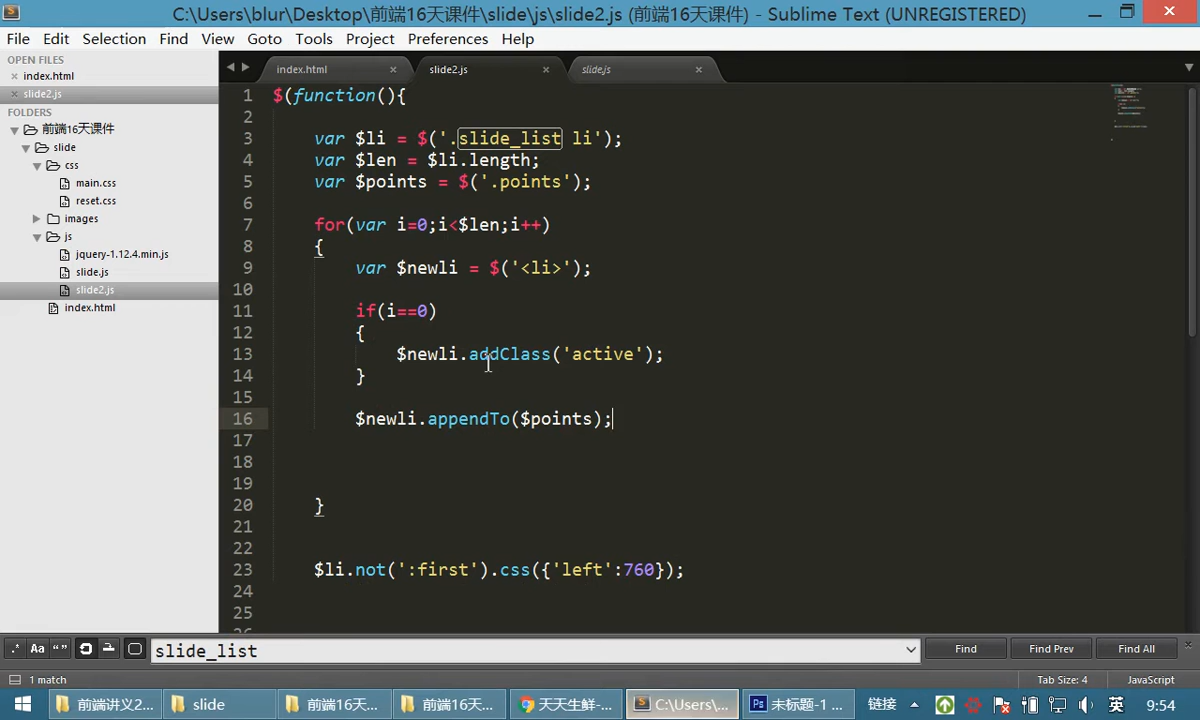 C:\Users\blur\Desktop\前端16天课件\slide\js\slide2.js (前端16天课件) - Sublime Text (UNREGISTERED)
File Edit Selection Find View Goto Tools Project Preferences Help
OPEN FILES
index.html
slide2.js
FOLDERS
前端16天课件
slide
css
main.css
reset.css
images
js
jquery-1.12.4.min.js
slide.js
slide2.js
index.html
index.html slide2.js slide.js
1 $(function(){
2
3 var $li = $('.slide_list li');
4 var $len = $li.length;
5 var $points = $('.points');
6
7 for(var i=0;i<$len;i++)
8 {
9 var $newli = $('<li>');
10
11 if(i==0)
12 {
13 $newli.addClass('active');
14 }
15
16 $newli.appendTo($points);
17
18
19
20 }
21
22
23 $li.not(':first').css({'left':760});
24
25
26
.* Aa “” slide_list Find Find Prev Find All
1 match Tab Size: 4 JavaScript
前端讲义2... slide 前端16天... 前端16天... 天天生鲜-... C:\Users\... 未标题-1 ... 链接 英 9:54